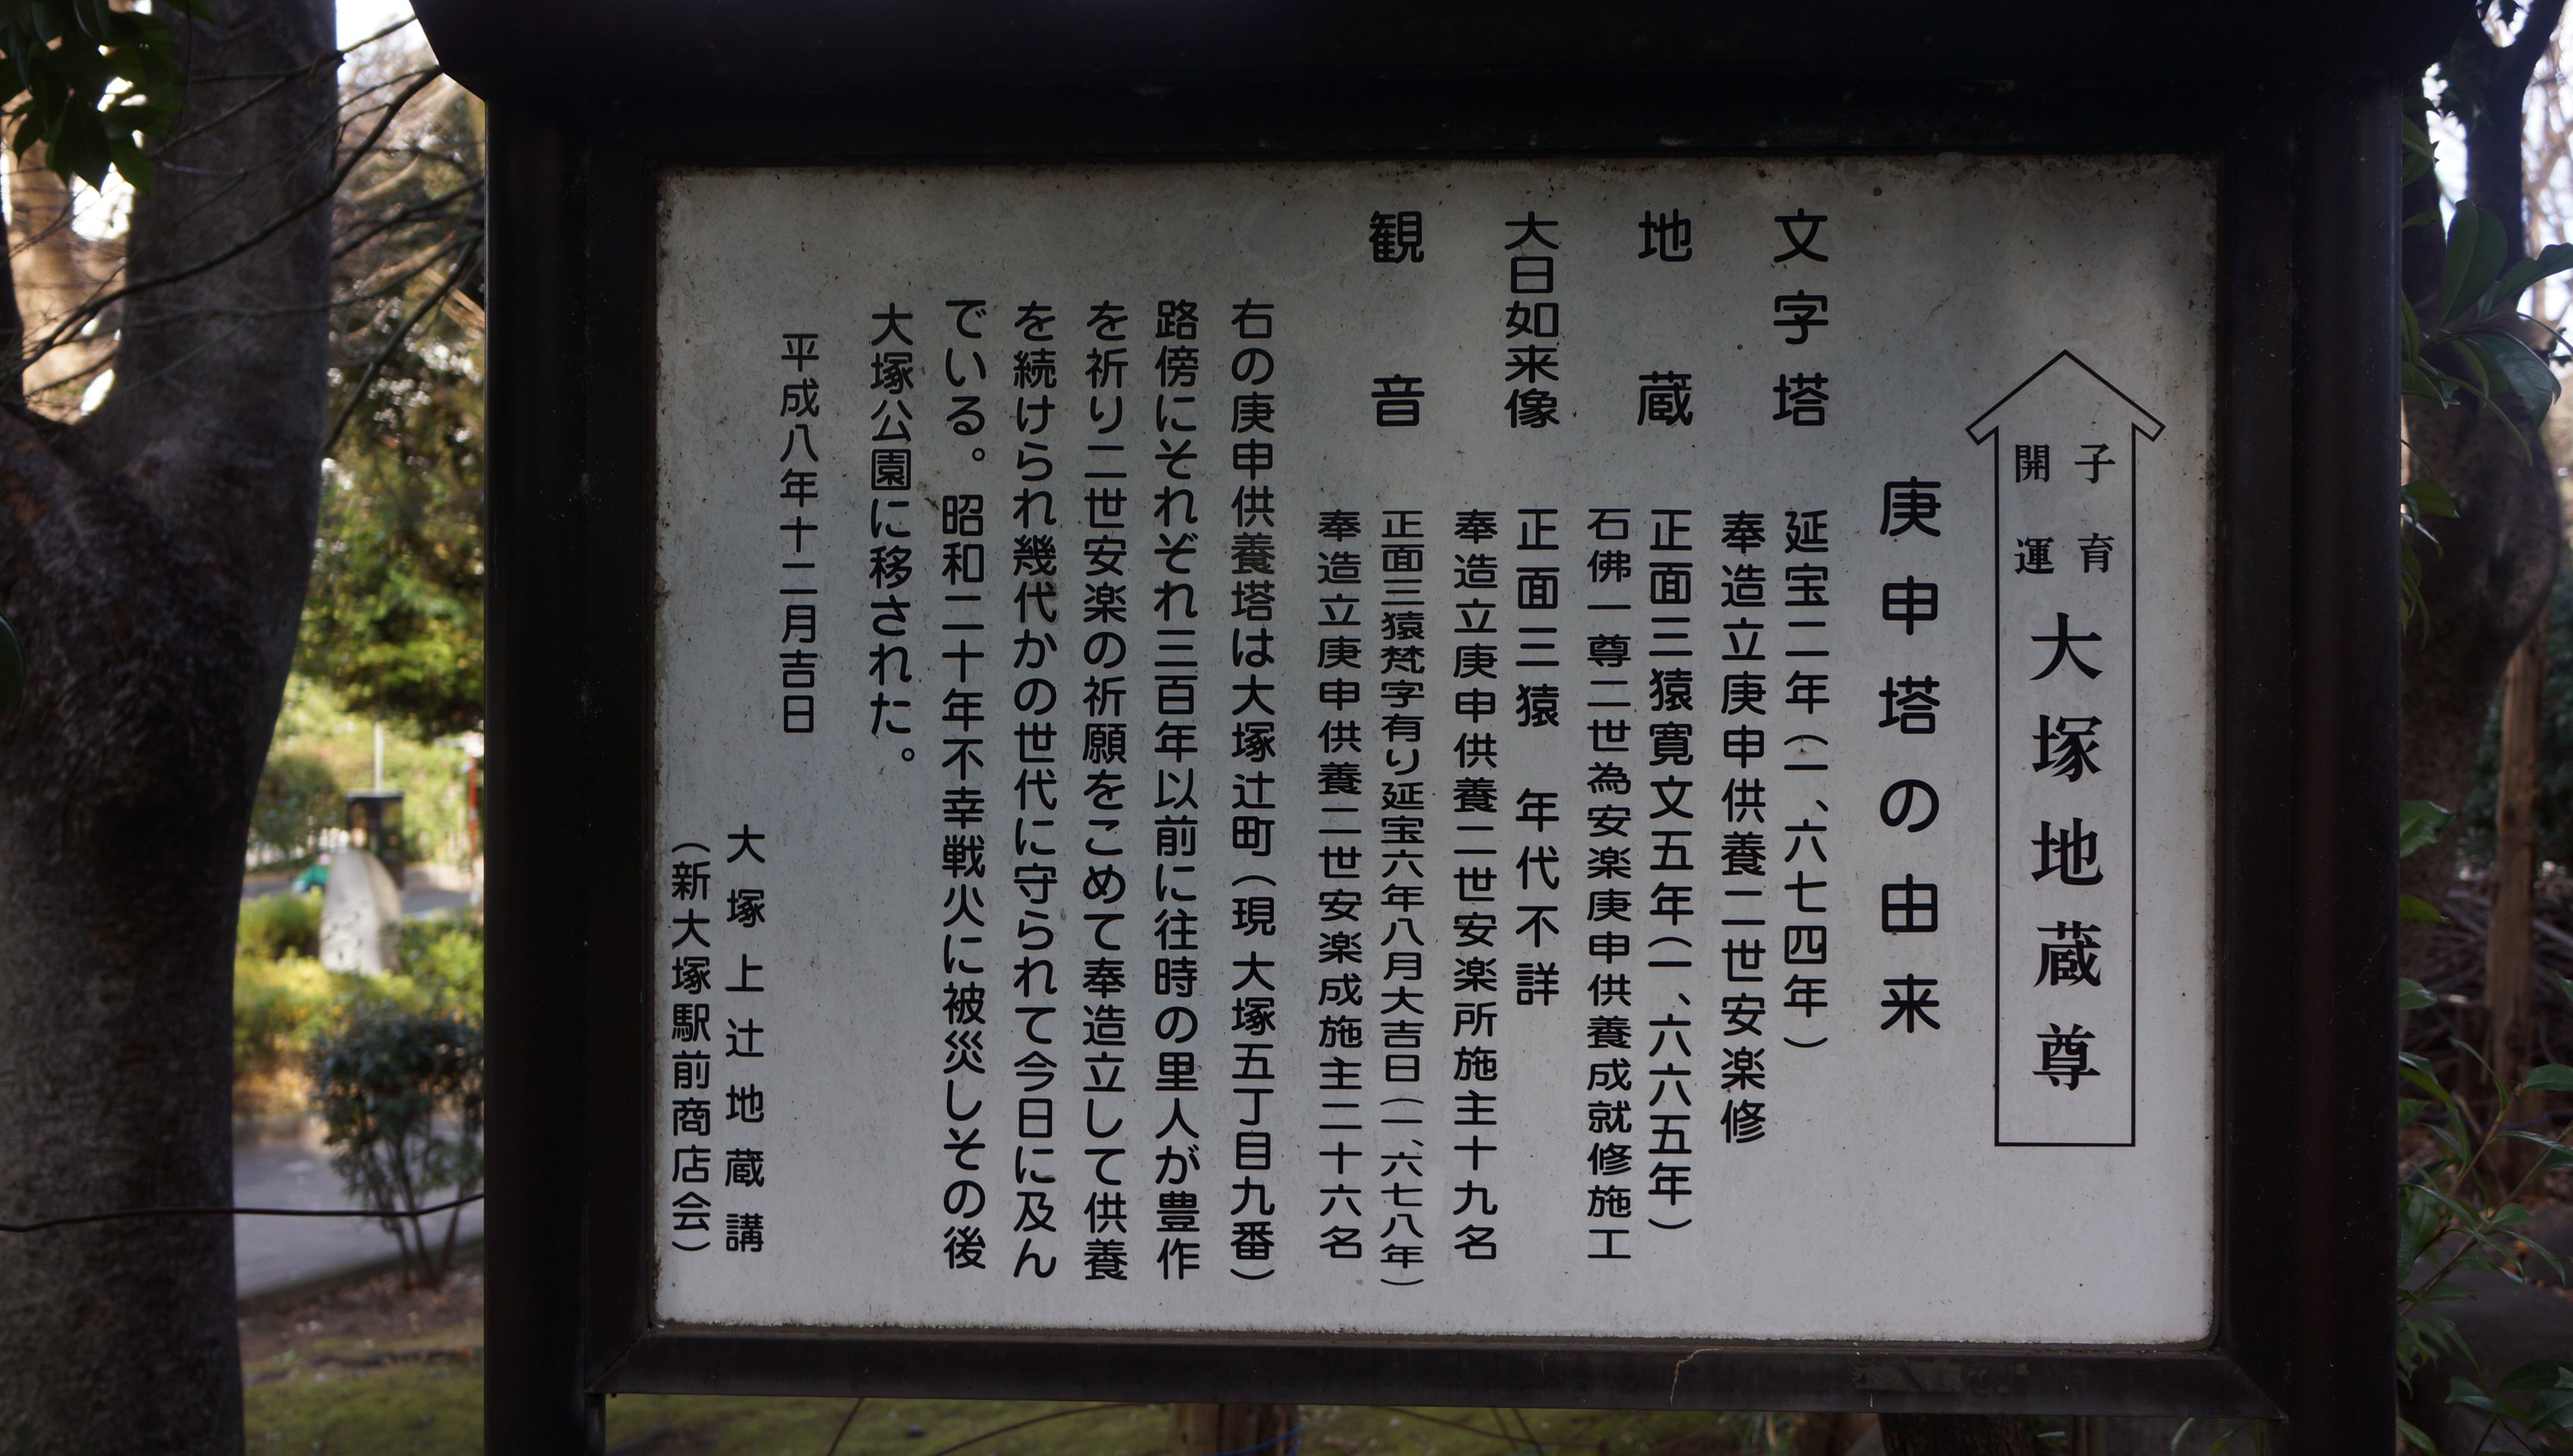 子育
開運
大塚地蔵尊
庚申塔の由来
文字塔
延宝二年（一、六七四年）
奉造立庚申供養二世安楽修
地蔵
正面三猿寛文五年（一、六六五年）
石佛一尊二世為安楽庚申供養成就修施工
大日如来像
正面三猿 年代不詳
奉造立庚申供養二世安楽所施主十九名
観音
正面三猿梵字有り延宝六年八月大吉日（一、六七八年）
奉造立庚申供養二世安楽成施主二十六名
右の庚申供養塔は大塚辻町（現大塚五丁目九番）
路傍にそれぞれ三百年以前に往時の里人が豊作
を祈り二世安楽の祈願をこめて奉造立して供養
を続けられ幾代かの世代に守られて今日に及ん
でいる。昭和二十年不幸戦火に被災しその後
大塚公園に移された。
平成八年十二月吉日
大塚上辻地蔵講
（新大塚駅前商店会）